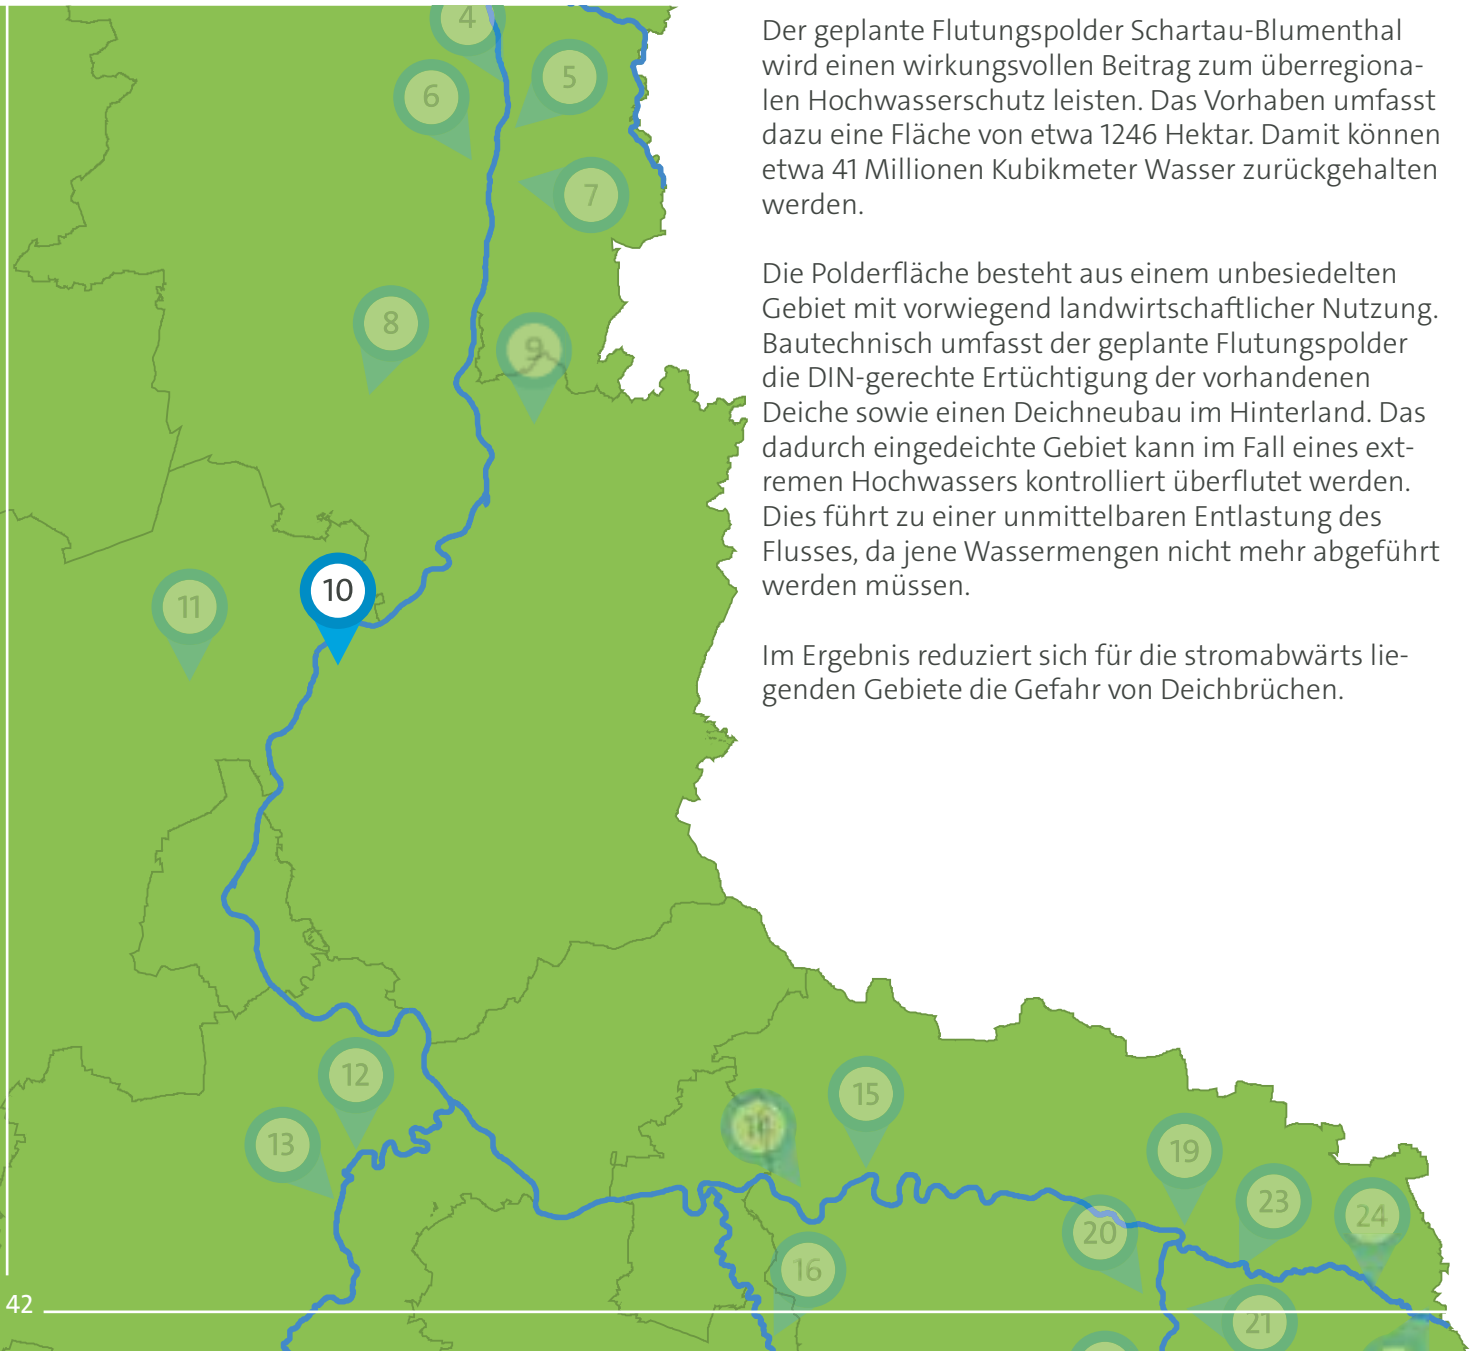 Der geplante Flutungspolder Schartau-Blumenthal
wird einen wirkungsvollen Beitrag zum überregiona-
len Hochwasserschutz leisten. Das Vorhaben umfasst
dazu eine Fläche von etwa 1246 Hektar. Damit können
etwa 41 Millionen Kubikmeter Wasser zurückgehalten
werden.
Die Polderfläche besteht aus einem unbesiedelten
Gebiet mit vorwiegend landwirtschaftlicher Nutzung.
Bautechnisch umfasst der geplante Flutungspolder
die DIN-gerechte Ertüchtigung der vorhandenen
Deiche sowie einen Deichneubau im Hinterland. Das
dadurch eingedeichte Gebiet kann im Fall eines ext-
remen Hochwassers kontrolliert überflutet werden.
Dies führt zu einer unmittelbaren Entlastung des
Flusses, da jene Wassermengen nicht mehr abgeführt
werden müssen.
Im Ergebnis reduziert sich für die stromabwärts lie-
genden Gebiete die Gefahr von Deichbrüchen.
4
5
6
7
8
9
10
11
12
13
14
15
19
23
24
20
16
21
42